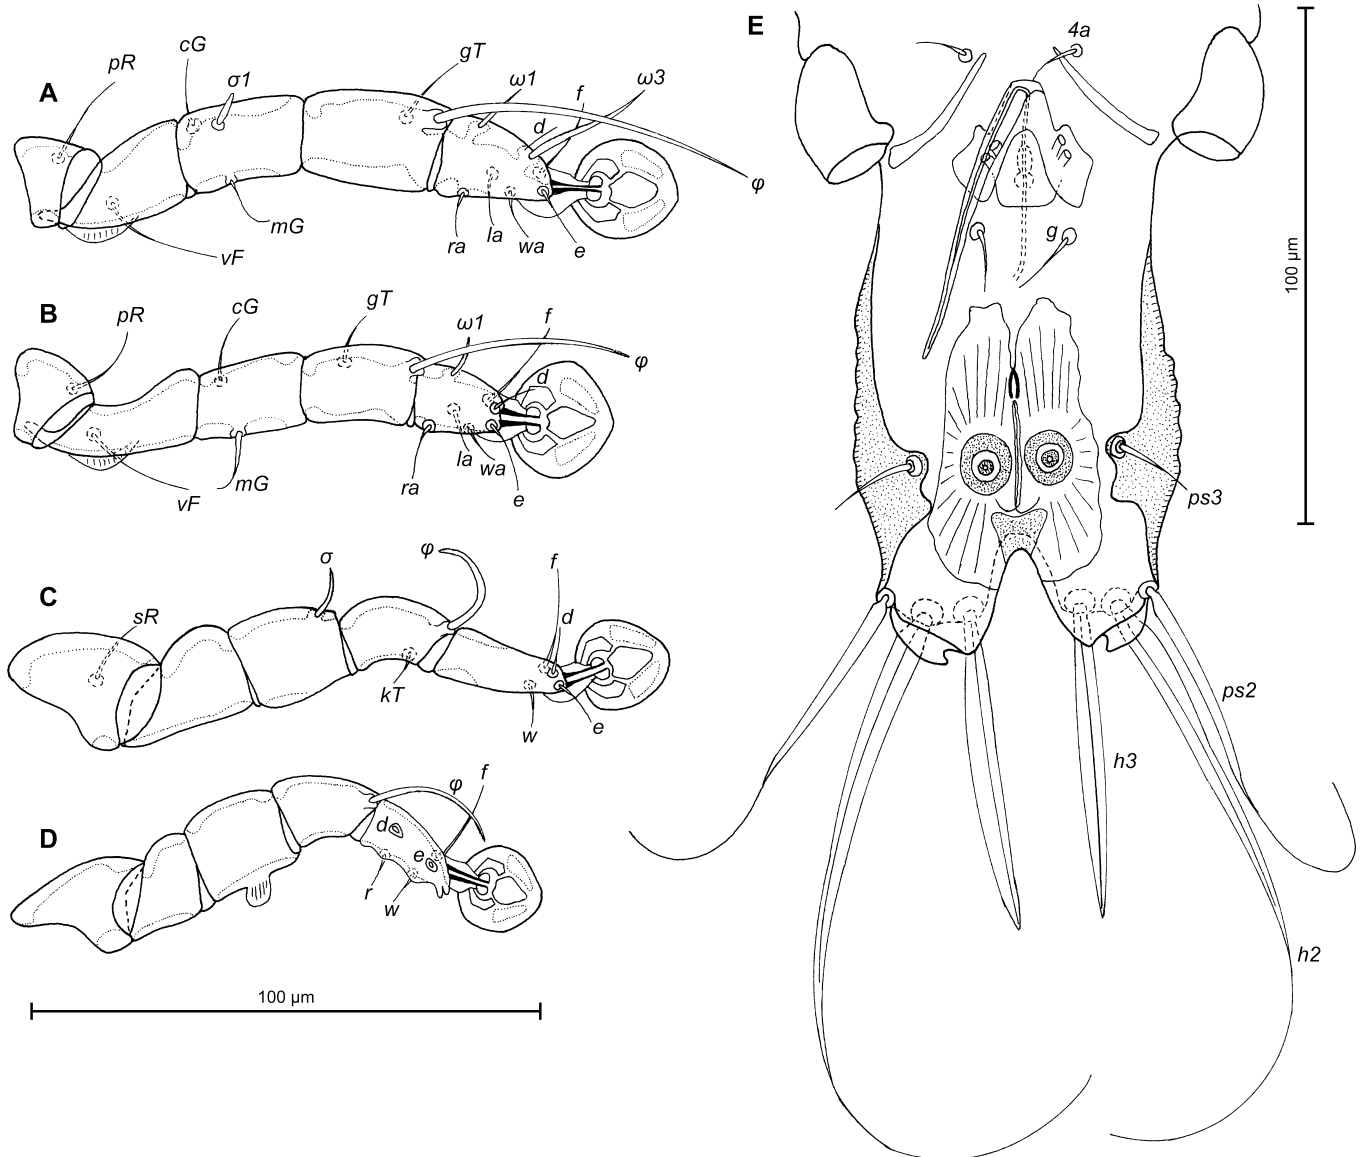 A
pR
cG
σ1
gT
ω1
d
f
ω3
φ
vF
mG
ra
la
wa
e
B
pR
cG
gT
ω1
f
φ
d
vF
mG
ra
la
wa
e
C
sR
σ
φ
f
d
kT
w
e
D
φ
f
d
e
r
w
100 µm
E
4a
g
100 µm
ps3
ps2
h3
h2